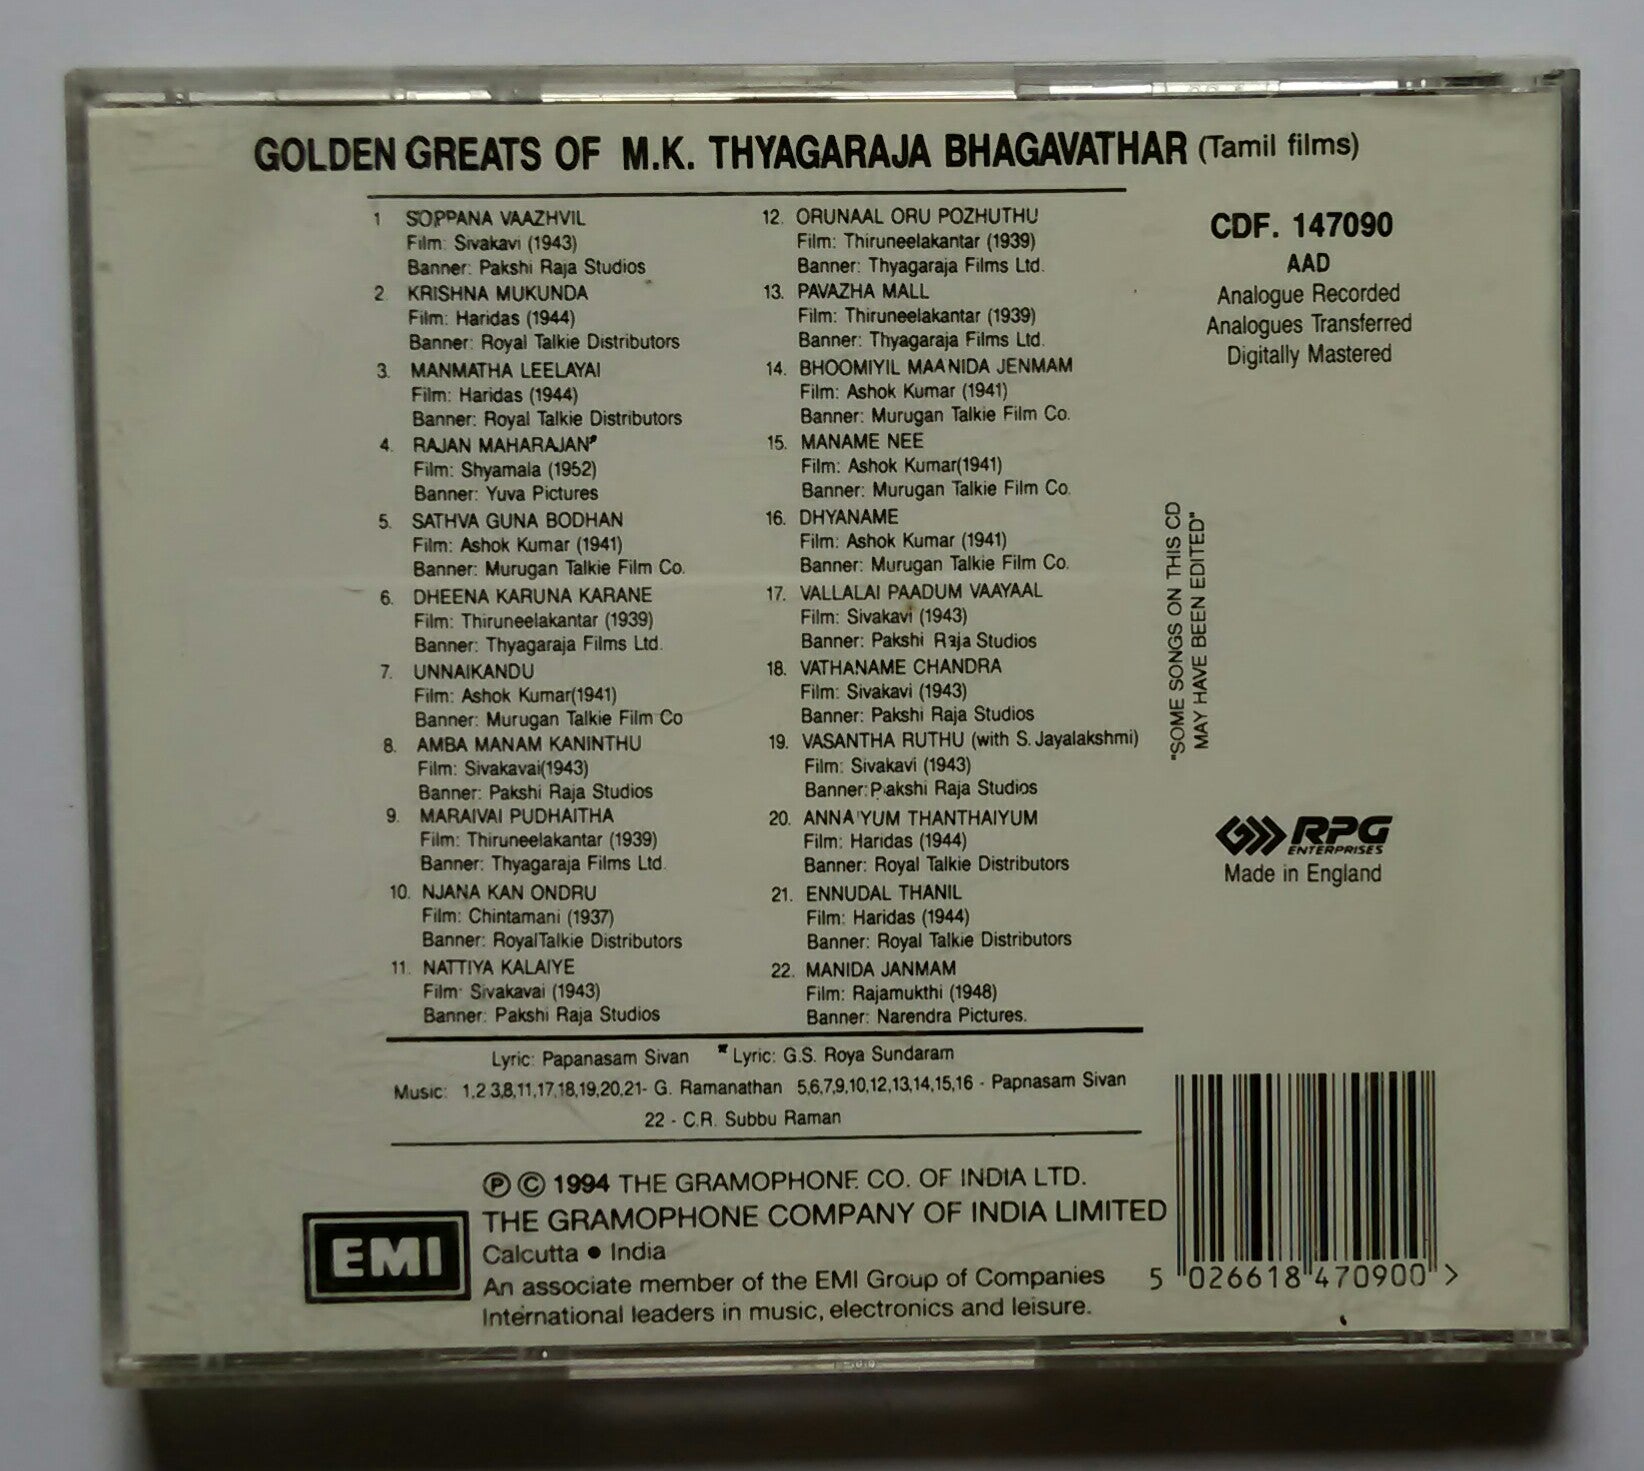 GOLDEN GREATS OF M.K. THYAGARAJA BHAGAVATHAR (Tamil films)
1 SOPPANA VAAZHVIL
Film: Sivakavi (1943)
Banner: Pakshi Raja Studios
2. KRISHNA MUKUNDA
Film: Haridas (1944)
Banner: Royal Talkie Distributors
3. MANMATHA LEELAYAI
Film: Haridas (1944)
Banner: Royal Talkie Distributors
4. RAJAN MAHARAJAN*
Film: Shyamala (1952)
Banner: Yuva Pictures
5. SATHVA GUNA BODHAN
Film: Ashok Kumar (1941)
Banner: Murugan Talkie Film Co.
6. DHEENA KARUNA KARANE
Film: Thiruneelakantar (1939)
Banner: Thyagaraja Films Ltd.
7. UNNAIKANDU
Film: Ashok Kumar(1941)
Banner: Murugan Talkie Film Co
8. AMBA MANAM KANINTHU
Film: Sivakavai(1943)
Banner: Pakshi Raja Studios
9. MARAIVAI PUDHAITHA
Film: Thiruneelakantar (1939)
Banner: Thyagaraja Films Ltd.
10. NJANA KAN ONDRU
Film: Chintamani (1937)
Banner: RoyalTalkie Distributors
11. NATTIYA KALAIYE
Film: Sivakavai (1943)
Banner: Pakshi Raja Studios
12. ORUNAAL ORU POZHUTHU
Film: Thiruneelakantar (1939)
Banner: Thyagaraja Films Ltd.
13. PAVAZHA MALL
Film: Thiruneelakantar (1939)
Banner: Thyagaraja Films Ltd.
14. BHOOMIYIL MAANIDA JENMAM
Film: Ashok Kumar (1941)
Banner: Murugan Talkie Film Co.
15. MANAME NEE
Film: Ashok Kumar(1941)
Banner: Murugan Talkie Film Co.
16. DHYANAME
Film: Ashok Kumar (1941)
Banner: Murugan Talkie Film Co.
17. VALLALAI PAADUM VAAYAAL
Film: Sivakavi (1943)
Banner: Pakshi Raja Studios
18. VATHANAME CHANDRA
Film: Sivakavi (1943)
Banner: Pakshi Raja Studios
19. VASANTHA RUTHU (with S. Jayalakshmi)
Film: Sivakavi (1943)
Banner: Pakshi Raja Studios
20. ANNA'YUM THANTHAIYUM
Film: Haridas (1944)
Banner: Royal Talkie Distributors
21. ENNUDAL THANIL
Film: Haridas (1944)
Banner: Royal Talkie Distributors
22. MANIDA JANMAM
Film: Rajamukthi (1948)
Banner: Narendra Pictures.
CDF. 147090
AAD
Analogue Recorded
Analogues Transferred
Digitally Mastered
"SOME SONGS ON THIS CD
MAY HAVE BEEN EDITED"
RPG
ENTERPRISES
Made in England
Lyric: Papanasam Sivan *Lyric: G.S. Roya Sundaram
Music: 1,2 3,8,11,17,18,19,20,21- G. Ramanathan 5,6,7,9,10,12,13,14,15,16 - Papnasam Sivan
22 - C.R. Subbu Raman
℗ © 1994 THE GRAMOPHONE CO. OF INDIA LTD.
THE GRAMOPHONE COMPANY OF INDIA LIMITED
EMI
Calcutta • India
An associate member of the EMI Group of Companies
International leaders in music, electronics and leisure.
5 026618 470900 >